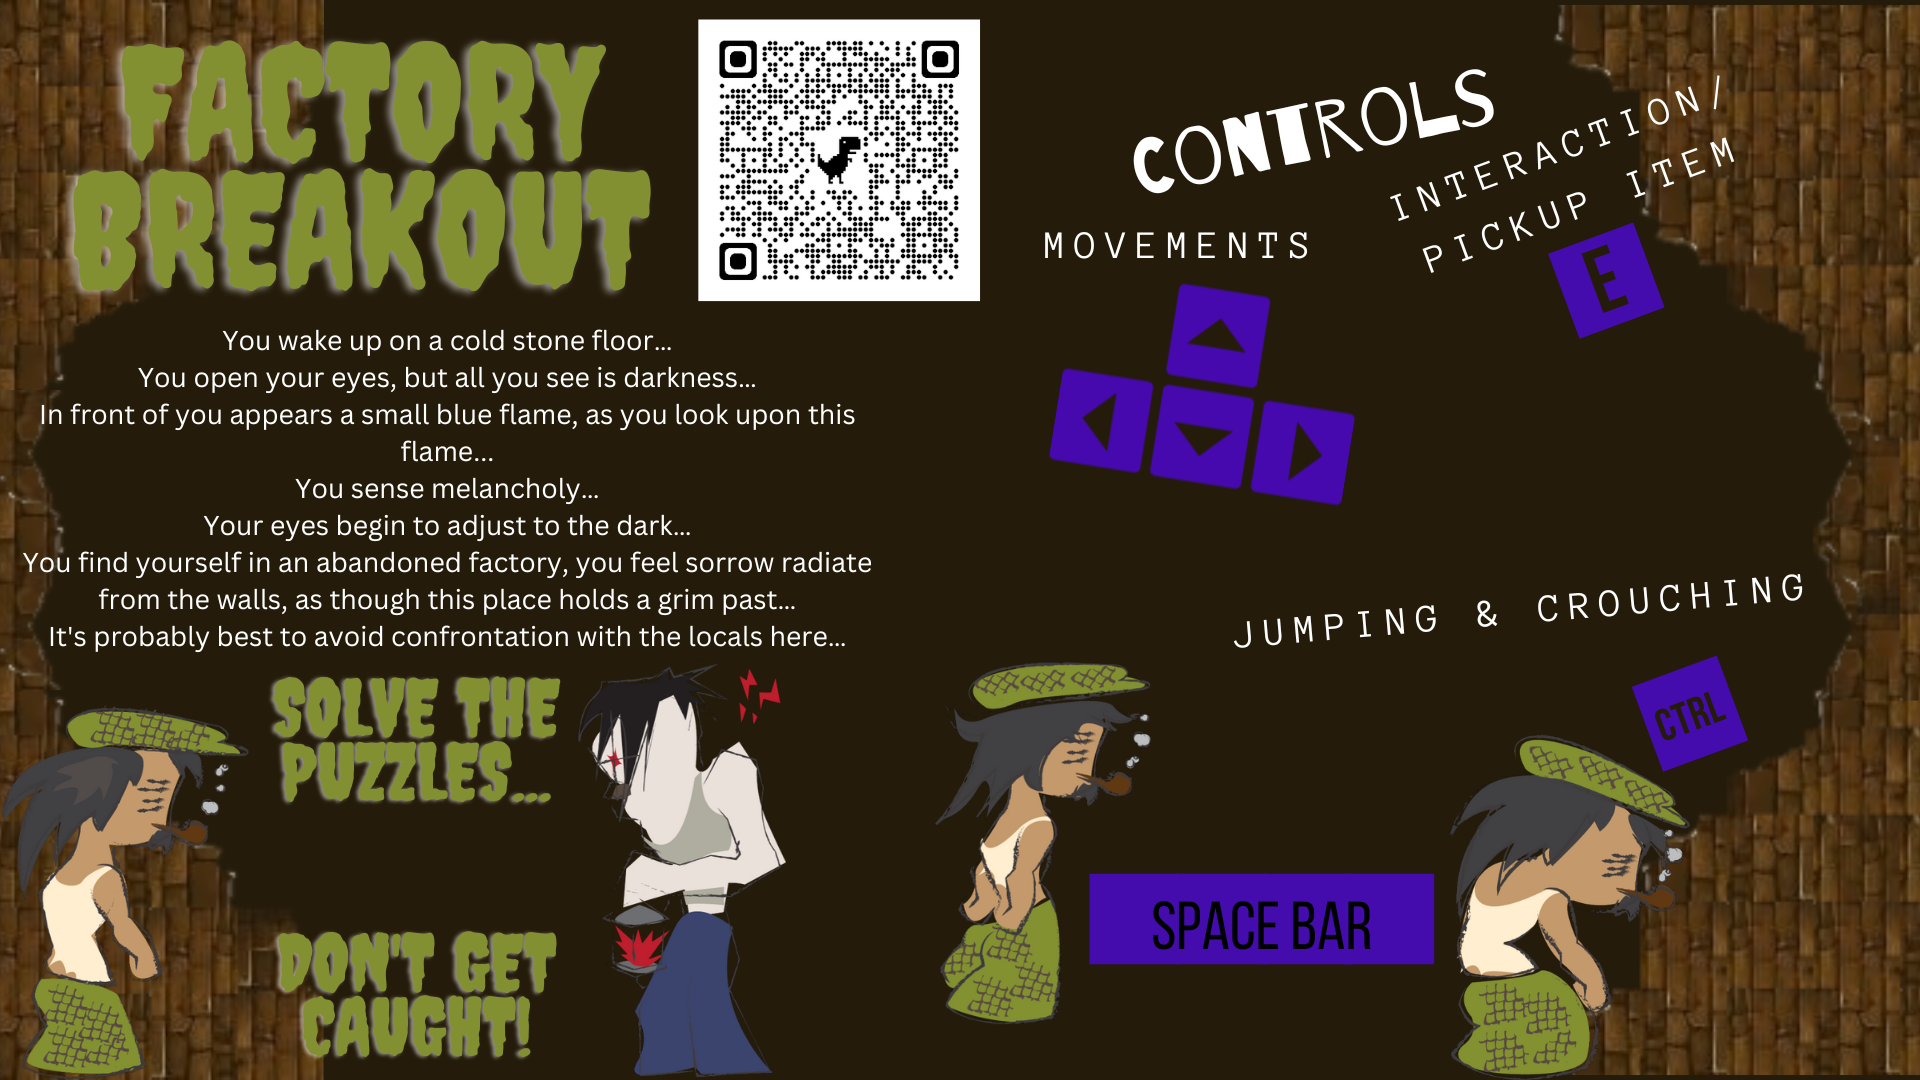 FACTORY
BREAKOUT
You wake up on a cold stone floor...
You open your eyes, but all you see is darkness...
In front of you appears a small blue flame, as you look upon this
flame...
You sense melancholy...
Your eyes begin to adjust to the dark...
You find yourself in an abandoned factory, you feel sorrow radiate
from the walls, as though this place holds a grim past...
It's probably best to avoid confrontation with the locals here...
SOLVE THE
PUZZLES...
DON'T GET
CAUGHT!
CONTROLS
MOVEMENTS
INTERACTION/
PICKUP ITEM
E
JUMPING & CROUCHING
CTRL
SPACE BAR